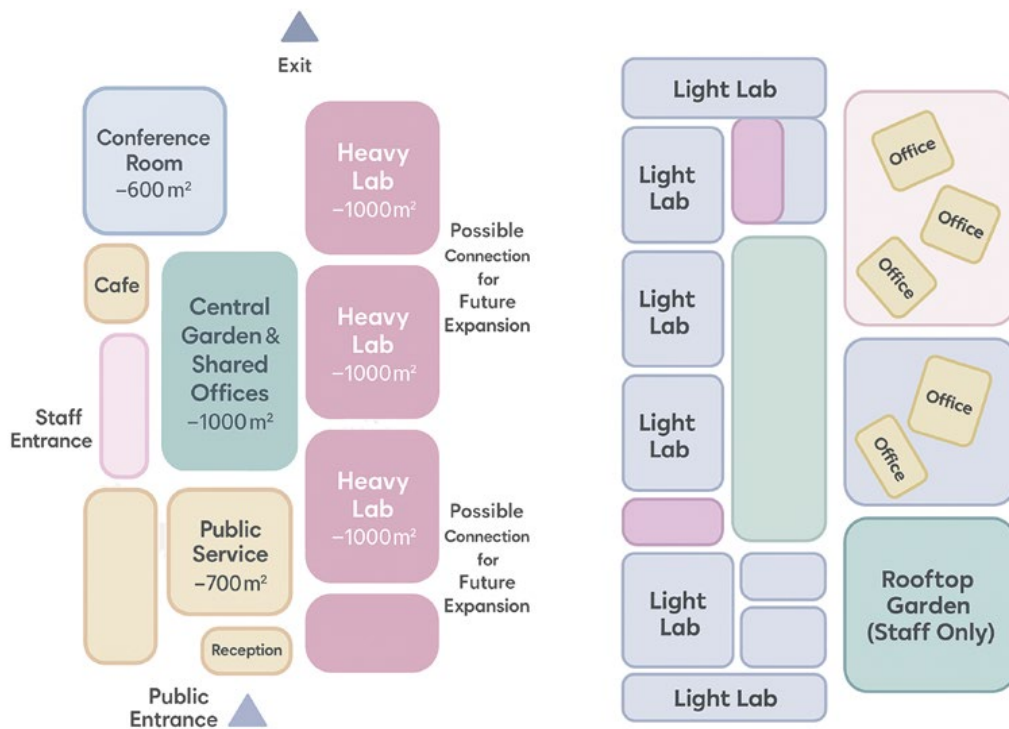 Exit
Conference
Room
~600 m²
Cafe
Central
Garden &
Shared
Offices
~1000 m²
Staff
Entrance
Public
Service
~700 m²
Reception
Public
Entrance
Heavy
Lab
~1000 m²
Possible
Connection
for
Future
Expansion
Heavy
Lab
~1000 m²
Heavy
Lab
~1000 m²
Possible
Connection
for
Future
Expansion
Light Lab
Light
Lab
Light
Lab
Light
Lab
Light
Lab
Light Lab
Office
Office
Office
Office
Office
Rooftop
Garden
(Staff Only)